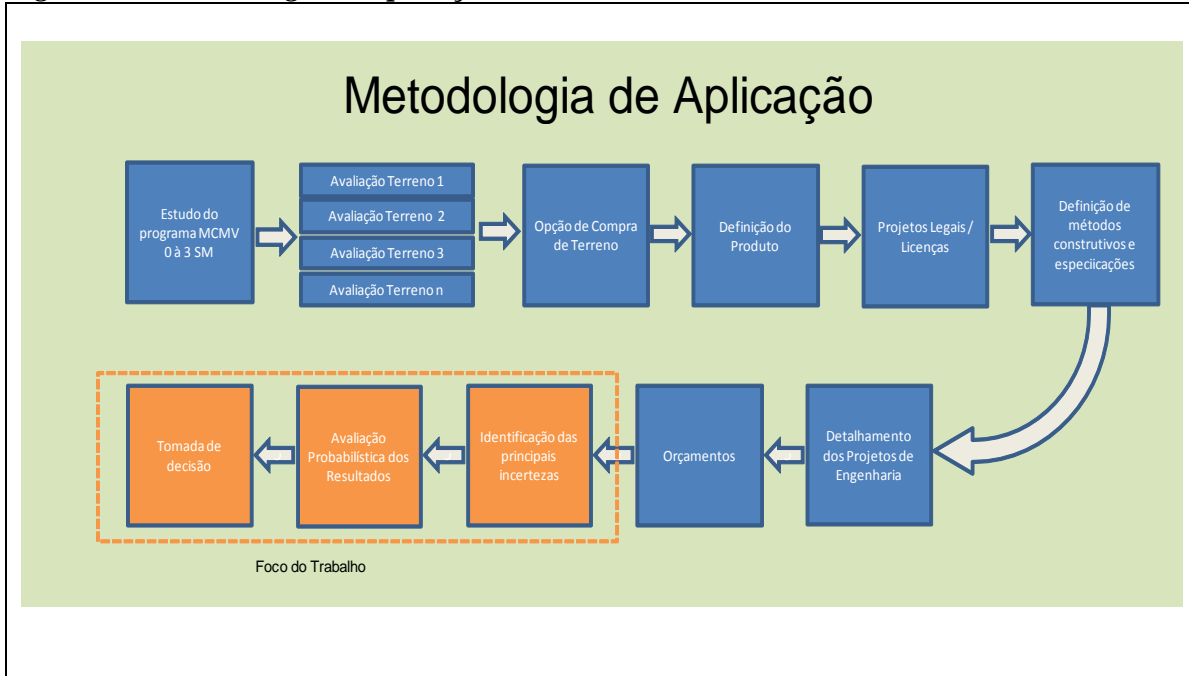 Metodologia de Aplicação
Estudo do
programa MCMV
0 à 3 SM
Avaliação Terreno 1
Avaliação Terreno 2
Avaliação Terreno 3
Avaliação Terreno n
Opção de Compra
de Terreno
Definição do
Produto
Projetos Legais /
Licenças
Definição de
métodos
construtivos e
especiicações
Detalhamento
dos Projetos de
Engenharia
Orçamentos
Identificação das
principais
incertezas
Avaliação
Probabilística dos
Resultados
Tomada de
decisão
Foco do Trabalho